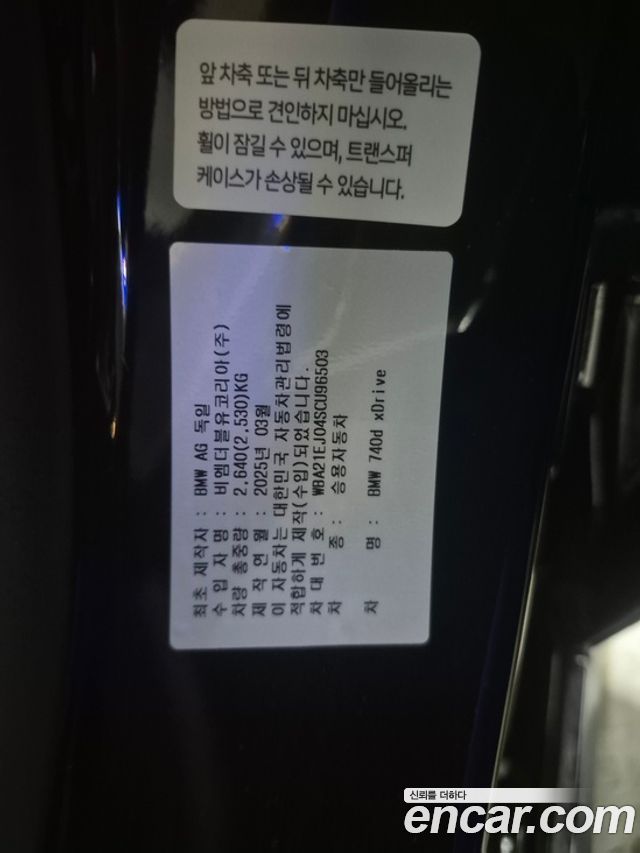 앞 차축 또는 뒤 차축만 들어올리는
방법으로 견인하지 마십시오.
휠이 잠길 수 있으며, 트랜스퍼
케이스가 손상될 수 있습니다.
최초 제작자 : BMW AG 독일
수 입 자 명 : 비엠더블유코리아(주)
차량 총중량 : 2,640(2,530)KG
제 작 연 월 : 2025년 03월
이 자동차는 대한민국 자동차관리법령에
적합하게 제작(수입)되었습니다.
차 대 번 호 : WBA21EJ04SCU96503
차 종 : 승용자동차
차 명 : BMW 740d xDrive
신뢰를 더하다
encar.com